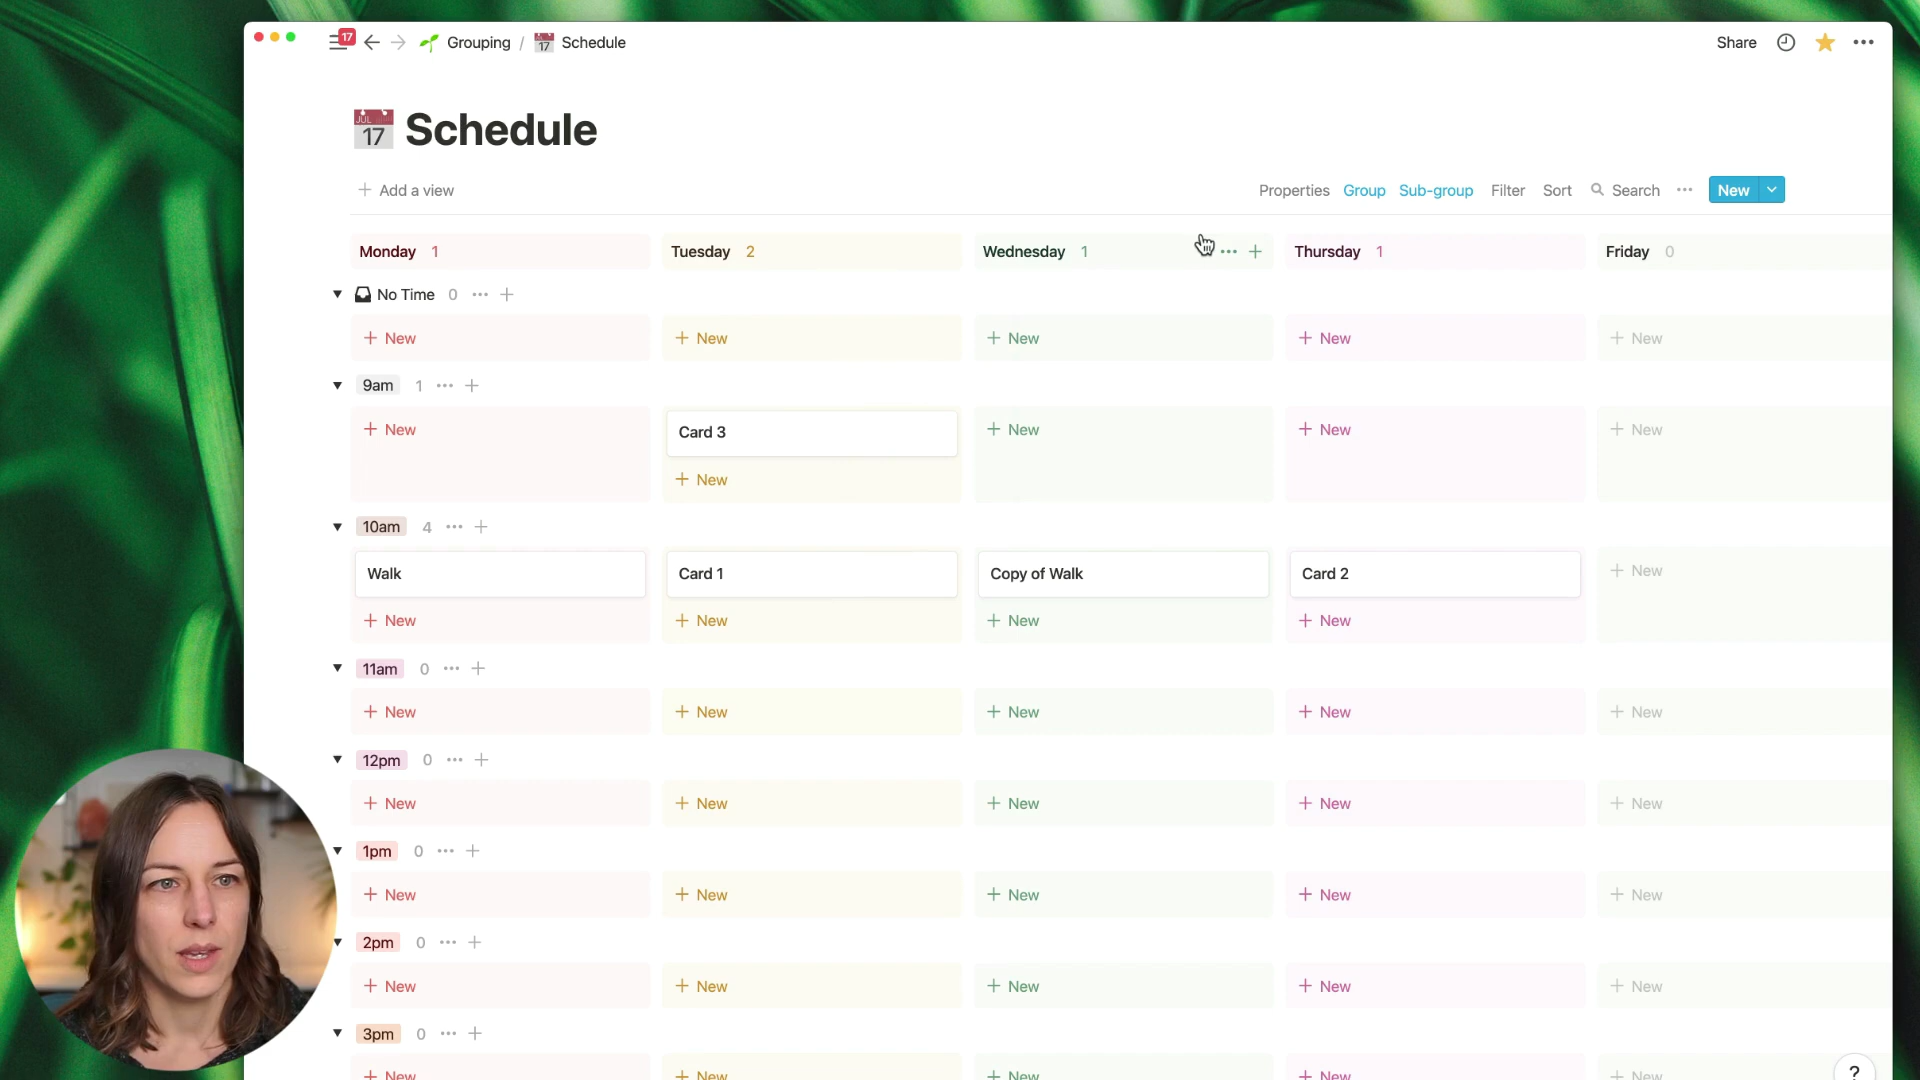 17 Grouping / 17 Schedule Share
JUL 17 Schedule
Add a view Properties Group Sub-group Filter Sort Search New
Monday 1 Tuesday 2 Wednesday 1 Thursday 1 Friday 0
No Time 0
New New New New New
9am 1
New Card 3 New New New
New
10am 4
Walk Card 1 Copy of Walk Card 2 New
New New New New
11am 0
New New New New New
12pm 0
New New New New New
1pm 0
New New New New New
2pm 0
New New New New New
3pm 0
New New New New New
?